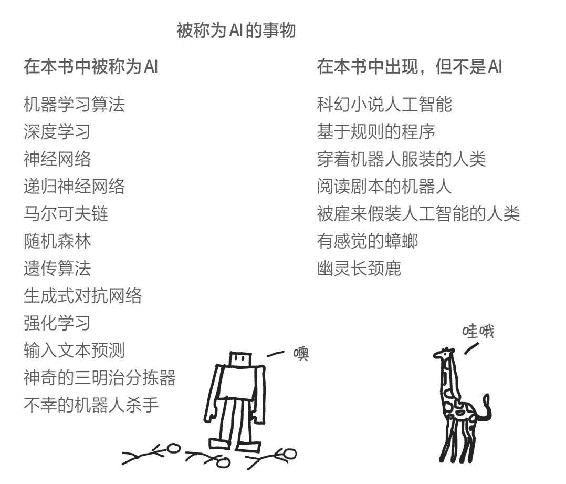 被称为AI的事物
在本书中被称为AI
机器学习算法
深度学习
神经网络
递归神经网络
马尔可夫链
随机森林
遗传算法
生成式对抗网络
强化学习
输入文本预测
神奇的三明治分拣器
不幸的机器人杀手
噢
在本书中出现，但不是AI
科幻小说人工智能
基于规则的程序
穿着机器人服装的人类
阅读剧本的机器人
被雇来假装人工智能的人类
有感觉的蟑螂
幽灵长颈鹿
哇哦